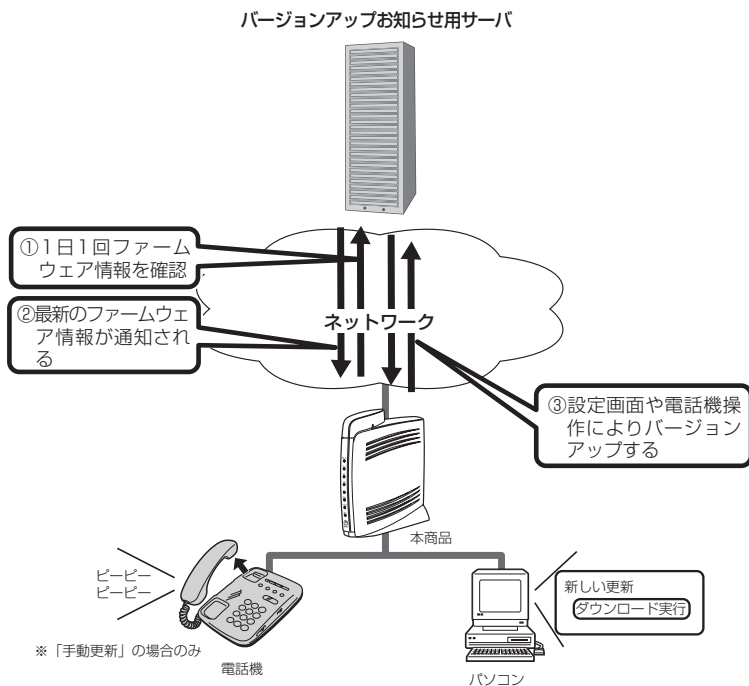 バージョンアップお知らせ用サーバ
①1日1回ファーム
ウェア情報を確認
②最新のファームウェ
ア情報が通知され
る
ネットワーク
③設定画面や電話機操
作によりバージョン
アップする
本商品
ピーピー
ピーピー
新しい更新
ダウンロード実行
※「手動更新」の場合のみ
電話機
パソコン